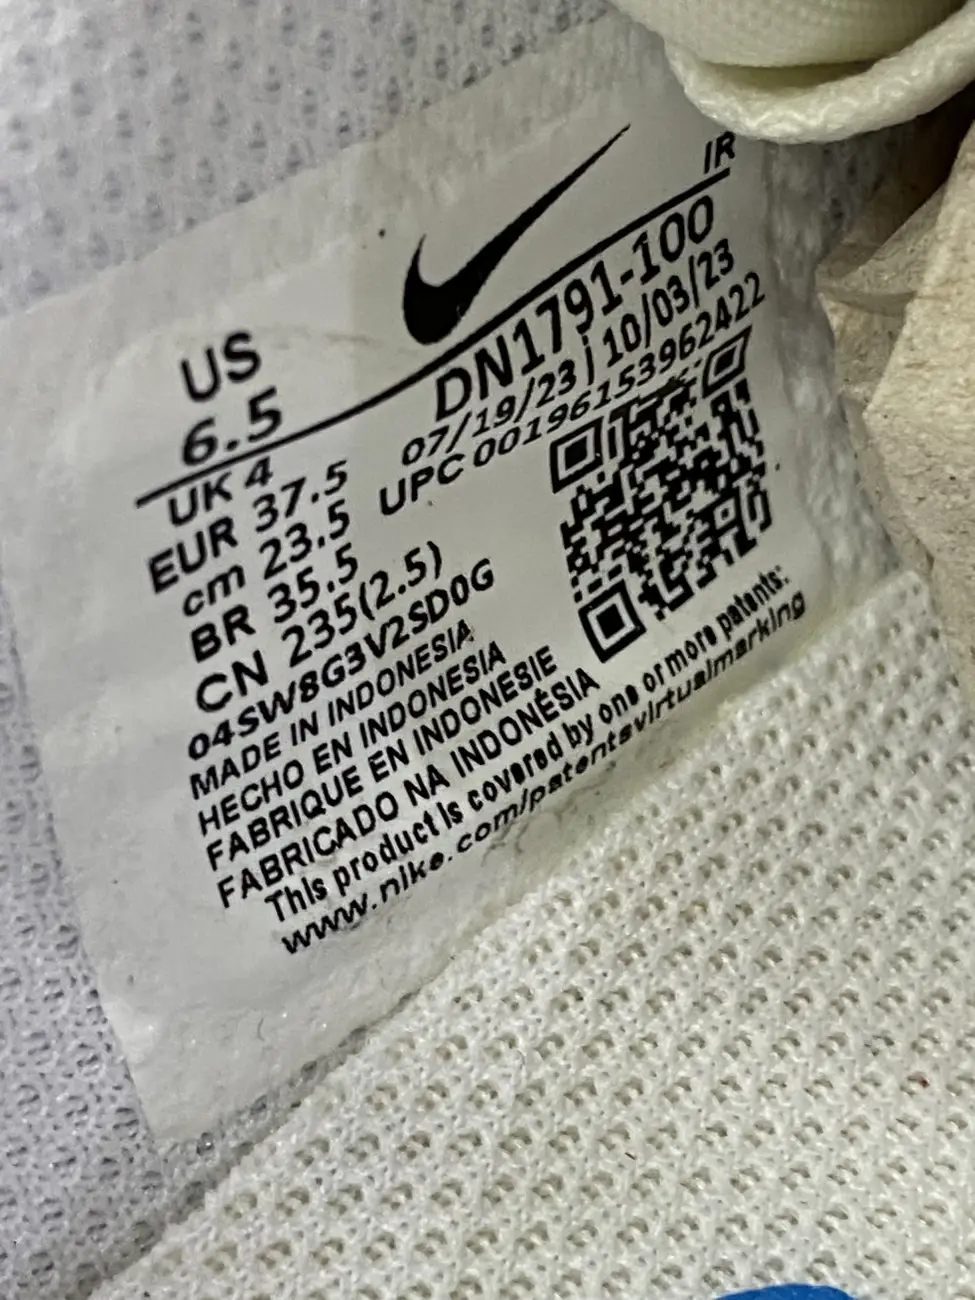 IR
US
6.5
UK 4
EUR 37.5
cm 23.5
BR 35.5
CN 235(2.5)
DN1791-100
07/19/23 | 10/03/23
UPC 00196153962422
04SW8G3V2SD0G
MADE IN INDONESIA
HECHO EN INDONESIA
FABRIQUE EN INDONESIE
FABRICADO NA INDONÉSIA
This product is covered by one or more patents:
www.nike.com/patentsvirtualmarking